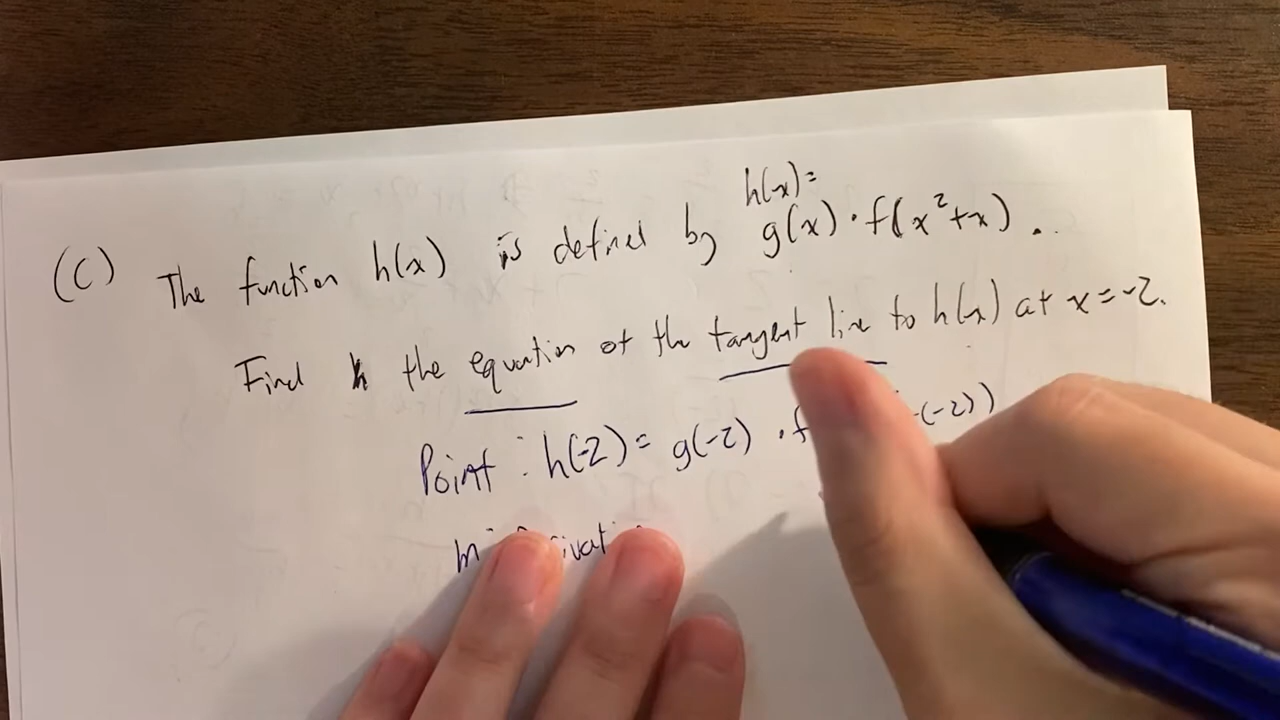 h(x)=
(C) The function h(x) is defined by g(x)·f(x²+x).
Find the equation of the tangent line to h(x) at x=-2.
Point: h(-2)= g(-2) ·f (-2))
m